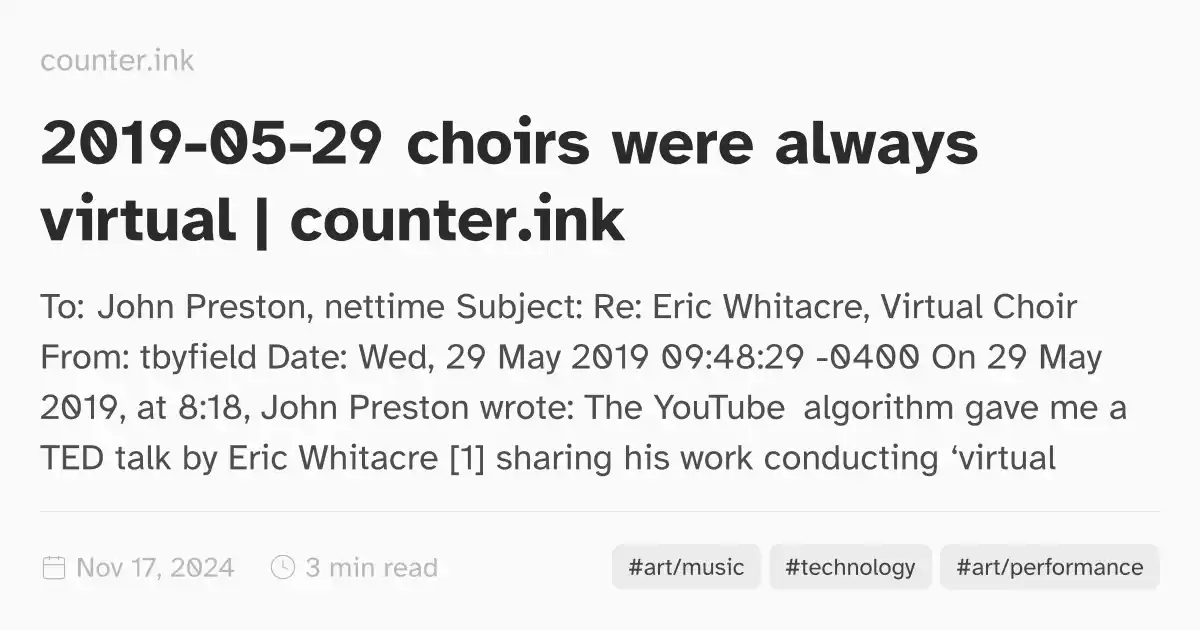 counter.ink
2019-05-29 choirs were always
virtual | counter.ink
To: John Preston, nettime Subject: Re: Eric Whitacre, Virtual Choir
From: tbyfield Date: Wed, 29 May 2019 09:48:29 -0400 On 29 May
2019, at 8:18, John Preston wrote: The YouTube algorithm gave me a
TED talk by Eric Whitacre [1] sharing his work conducting ‘virtual
Nov 17, 2024 3 min read #art/music #technology #art/performance